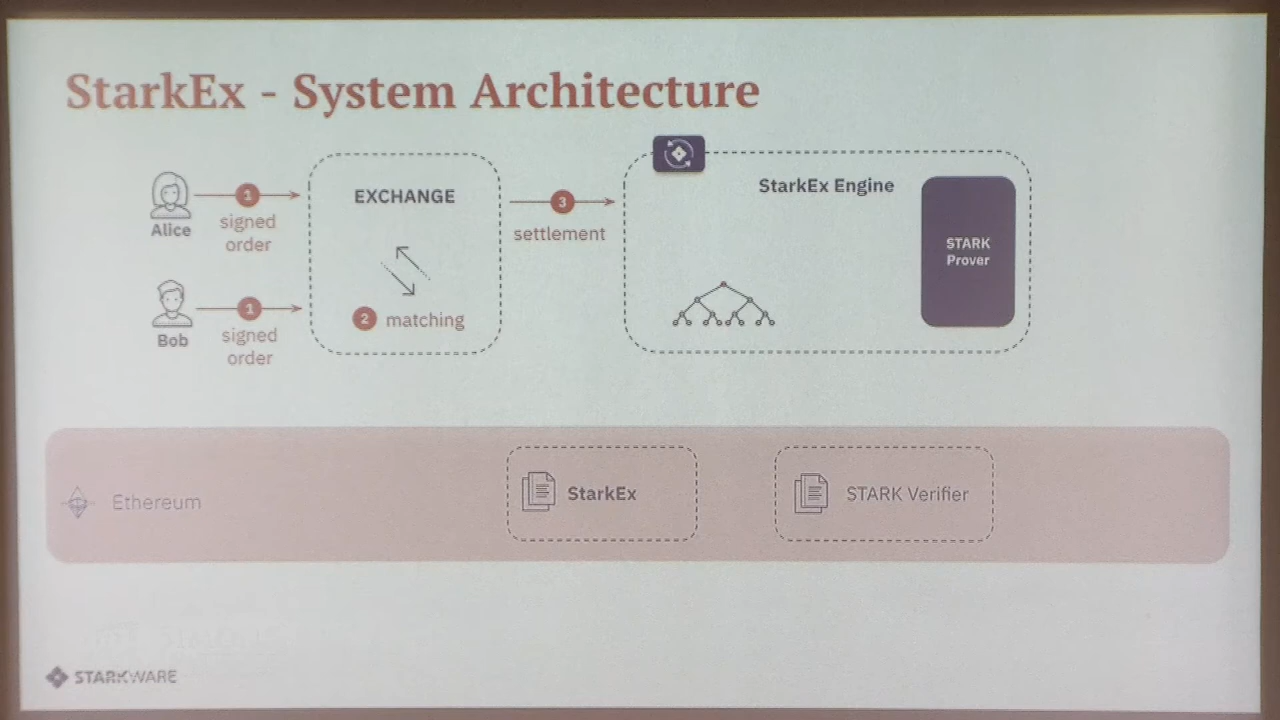 StarkEx - System Architecture
1
signed
order
Alice
1
signed
order
Bob
EXCHANGE
2 matching
3
settlement
StarkEx Engine
STARK
Prover
Ethereum
StarkEx
STARK Verifier
STARKWARE